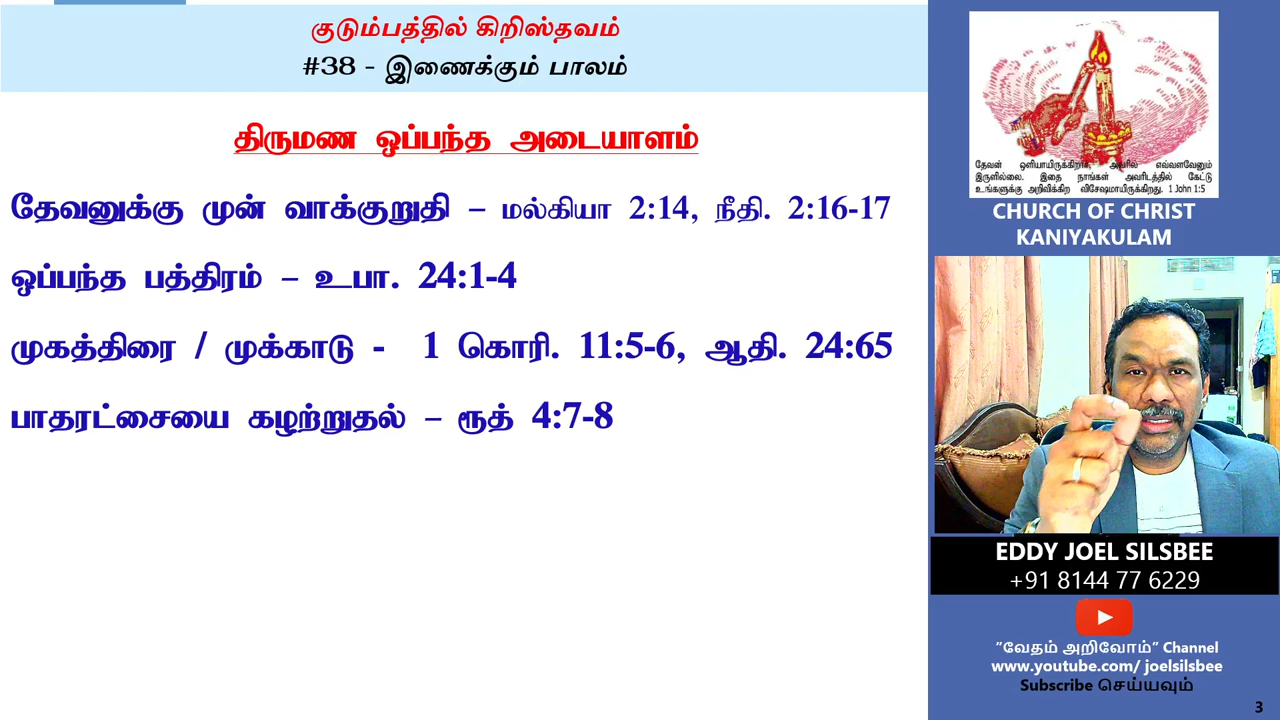 குடும்பத்தில் கிறிஸ்தவம்
#38 - இணைக்கும் பாலம்
திருமண ஒப்பந்த அடையாளம்
தேவனுக்கு முன் வாக்குறுதி – மல்கியா 2:14, நீதி. 2:16-17
ஒப்பந்த பத்திரம் – உபா. 24:1-4
முகத்திரை / முக்காடு - 1 கொரி. 11:5-6, ஆதி. 24:65
பாதரட்சையை கழற்றுதல் – ரூத் 4:7-8
தேவன் ஒளியாயிருக்கிறார், அவரில் எவ்வளவேனும்
இருளில்லை. இதை நாங்கள் அவரிடத்தில் கேட்டு
உங்களுக்கு அறிவிக்கிற விசேஷமாயிருக்கிறது. 1 John 1:5
CHURCH OF CHRIST
KANIYAKULAM
EDDY JOEL SILSBEE
+91 8144 77 6229
"வேதம் அறிவோம்" Channel
www.youtube.com/ joelsilsbee
Subscribe செய்யவும்
3